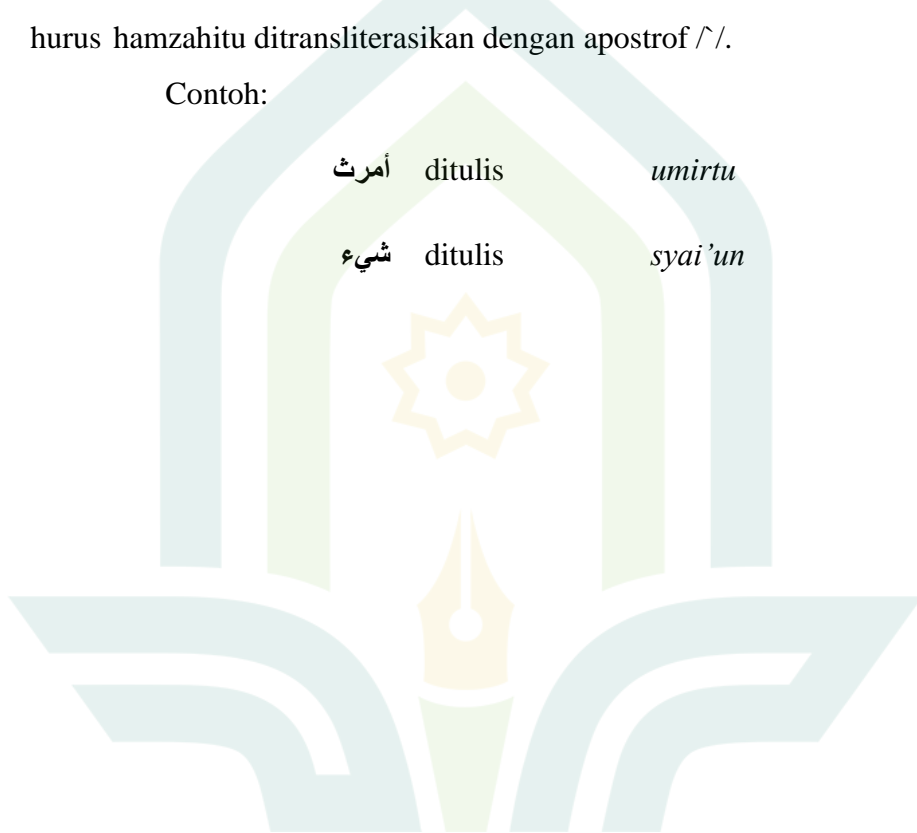 hurus hamzahitu ditransliterasikan dengan apostrof /`/.
Contoh:
أمرث ditulis umirtu
شيء ditulis syai’un